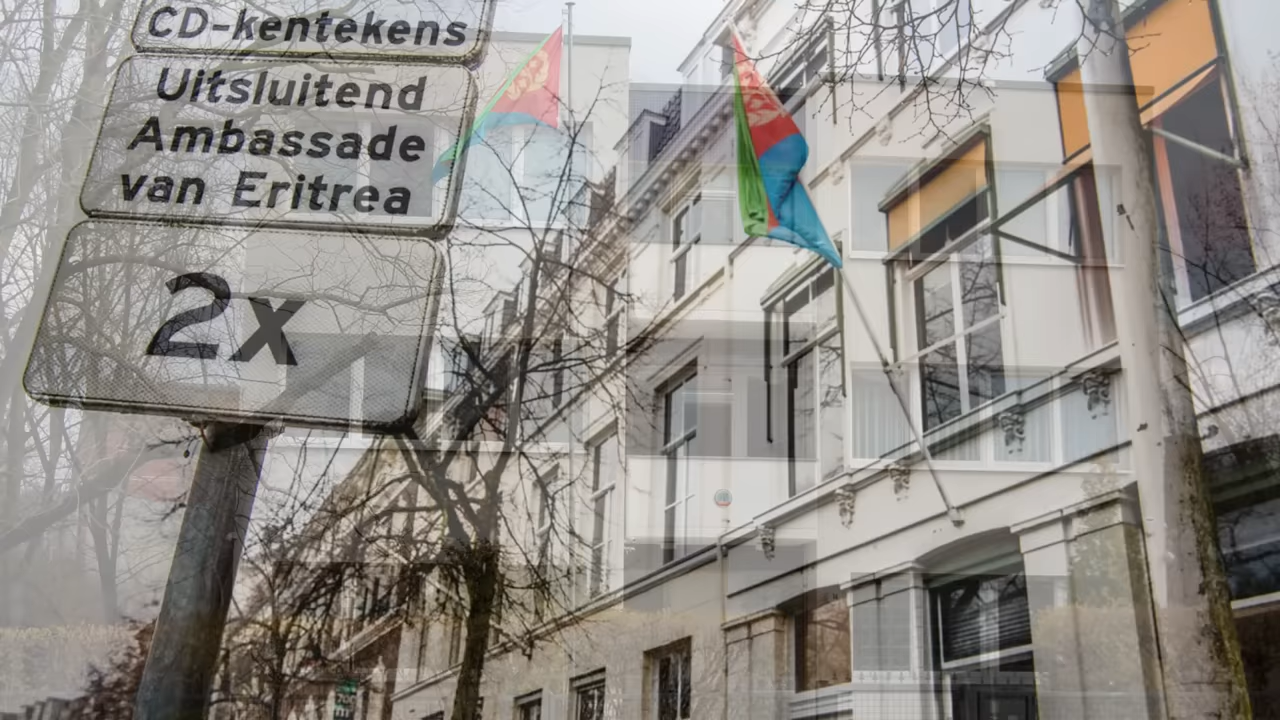 CD-kentekens
Uitsluitend
Ambassade
van Eritrea
2x